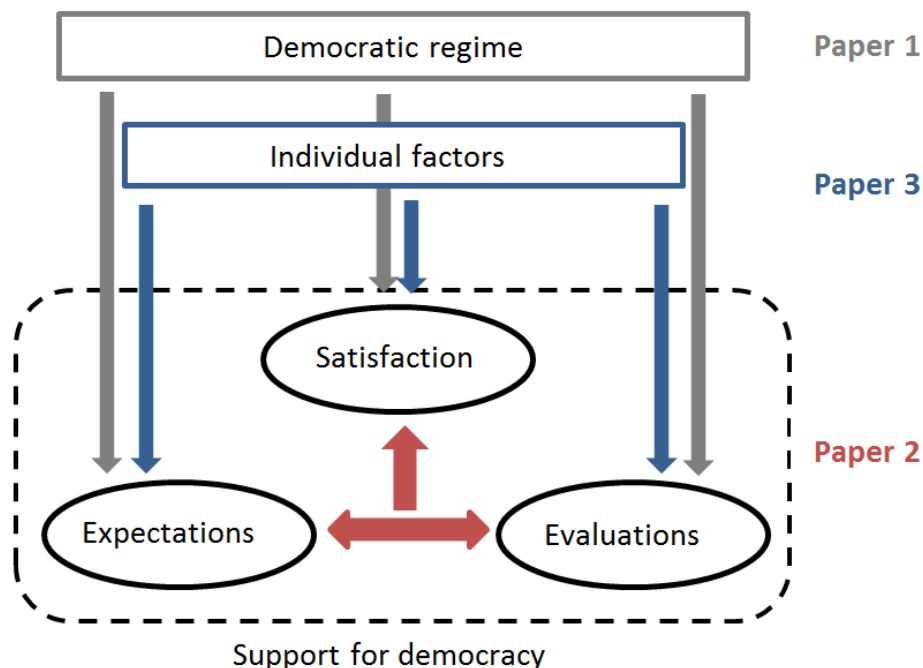 Democratic regime
Paper 1
Individual factors
Paper 3
Satisfaction
Paper 2
Expectations
Evaluations
Support for democracy